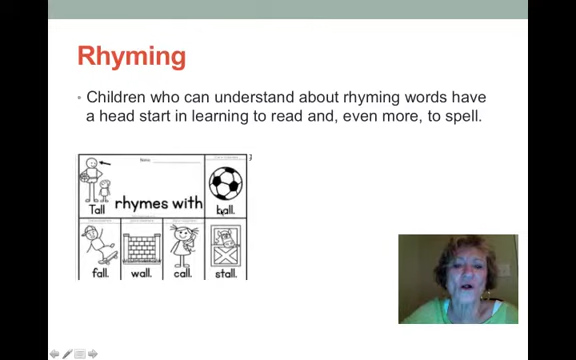 Rhyming
Children who can understand about rhyming words have
a head start in learning to read and, even more, to spell.
Name
Tall rhymes with ball.
fall. wall. call. stall.